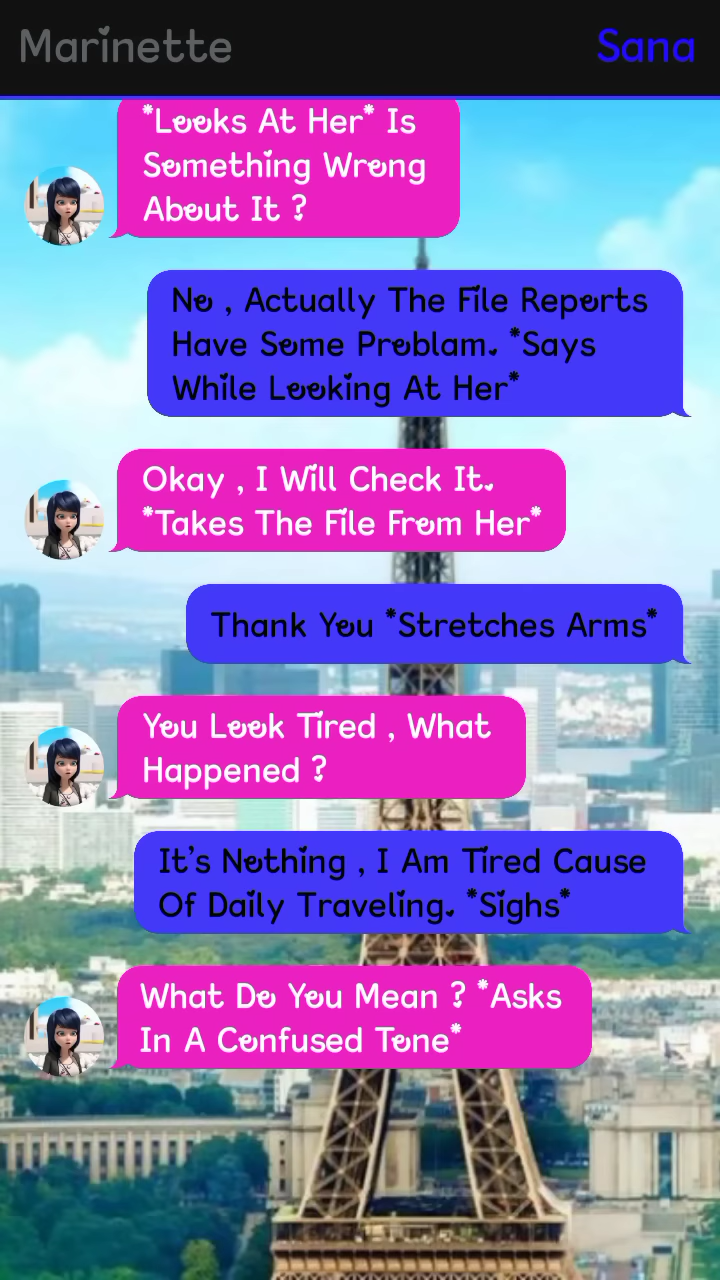 Marinette
Sana
*Looks At Her* Is
Something Wrong
About It ?
No , Actually The File Reports
Have Some Problam. *Says
While Looking At Her*
Okay , I Will Check It.
*Takes The File From Her*
Thank You *Stretches Arms*
You Look Tired , What
Happened ?
It's Nothing , I Am Tired Cause
Of Daily Traveling. *Sighs*
What Do You Mean ? *Asks
In A Confused Tone*